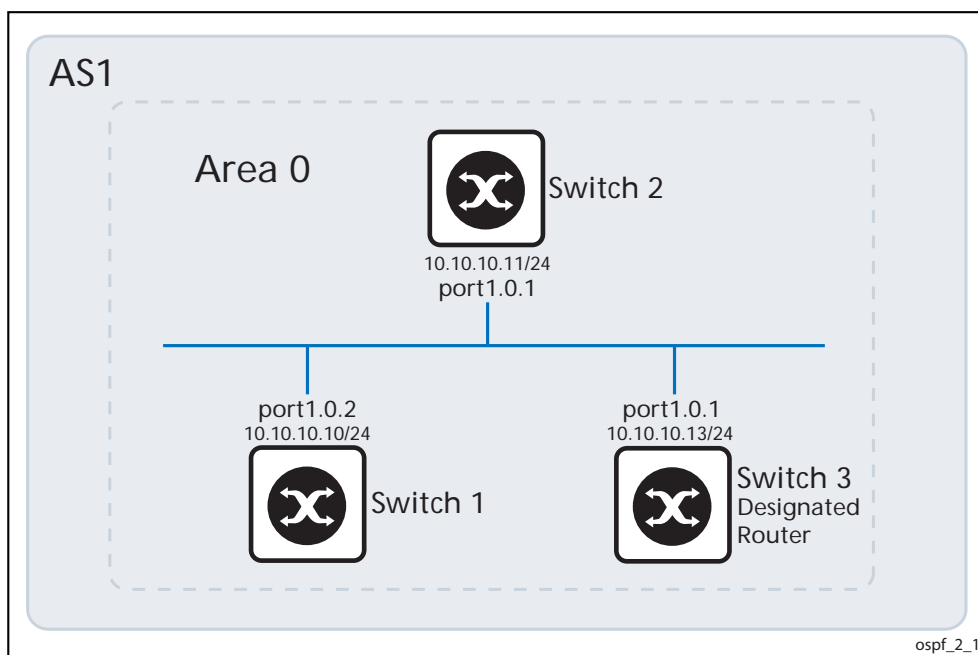 AS1
Area 0
Switch 2
10.10.10.11/24
port1.0.1
port1.0.2
10.10.10.10/24
Switch 1
port1.0.1
10.10.10.13/24
Switch 3
Designated
Router
ospf_2_1